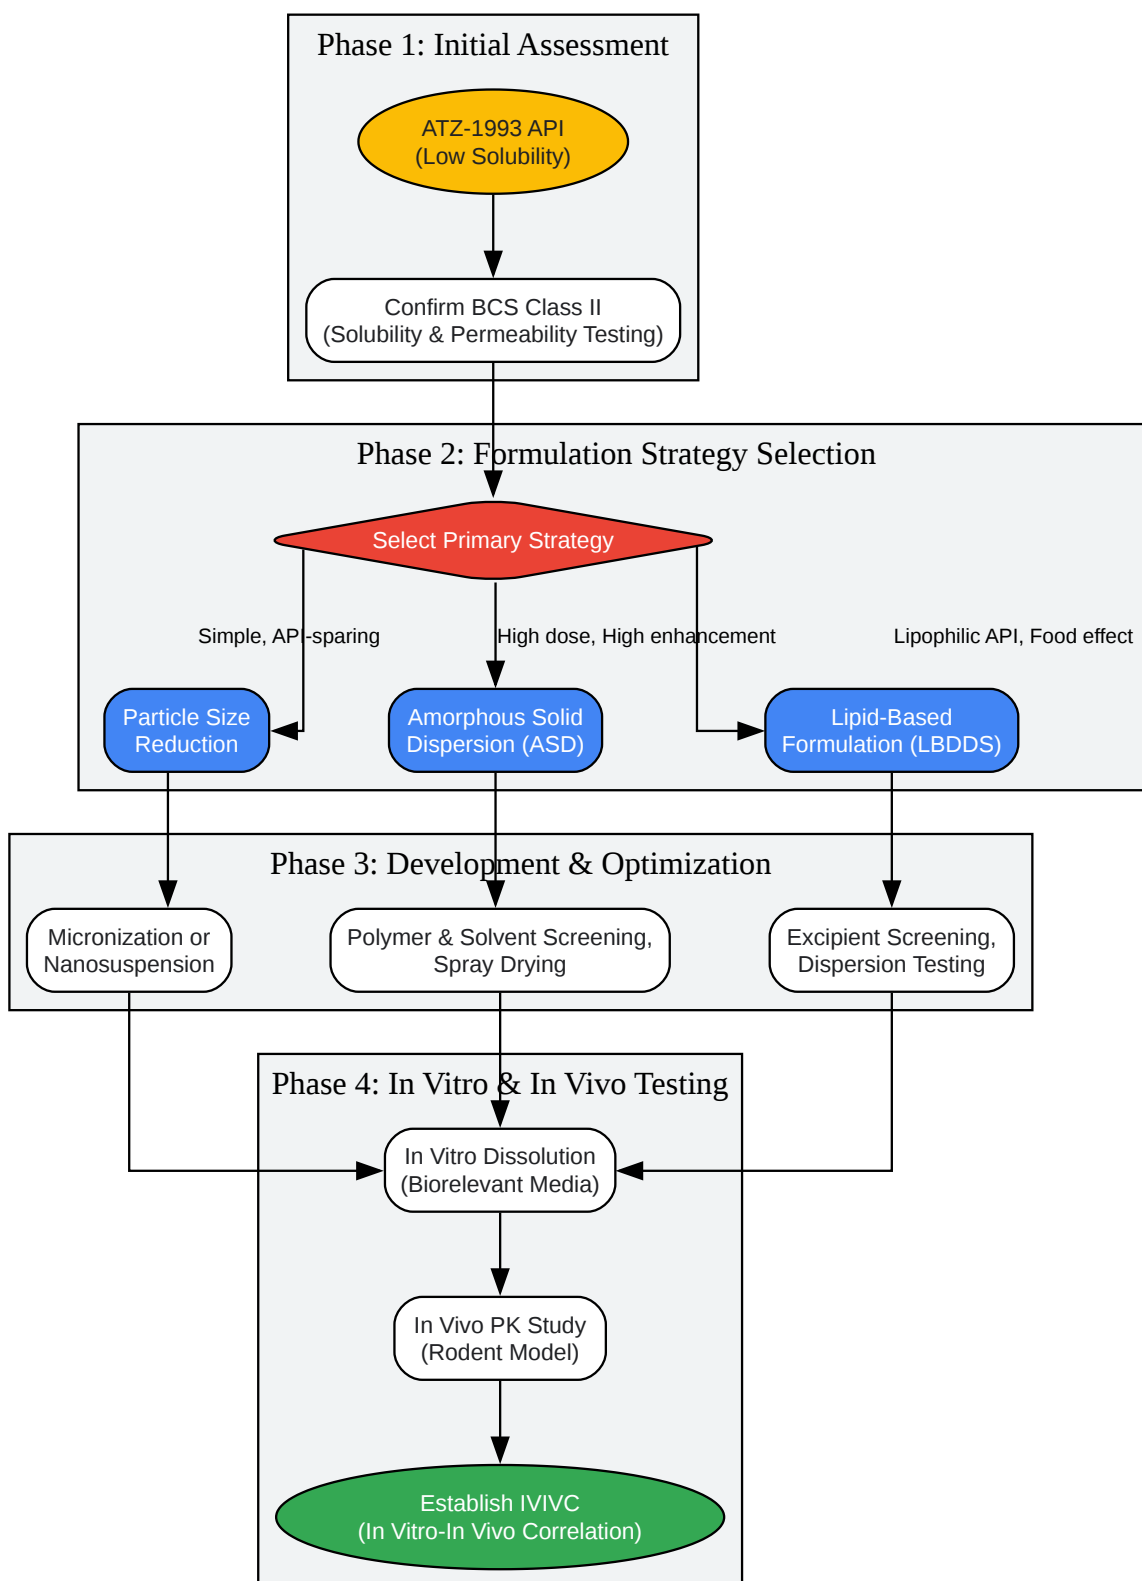 Phase 1: Initial Assessment
ATZ-1993 API
(Low Solubility)
Confirm BCS Class II
(Solubility & Permeability Testing)
Phase 2: Formulation Strategy Selection
Select Primary Strategy
Simple, API-sparing
High dose, High enhancement
Lipophilic API, Food effect
Particle Size
Reduction
Amorphous Solid
Dispersion (ASD)
Lipid-Based
Formulation (LBDDS)
Phase 3: Development & Optimization
Micronization or
Nanosuspension
Polymer & Solvent Screening,
Spray Drying
Excipient Screening,
Dispersion Testing
Phase 4: In Vitro & In Vivo Testing
In Vitro Dissolution
(Biorelevant Media)
In Vivo PK Study
(Rodent Model)
Establish IVIVC
(In Vitro-In Vivo Correlation)